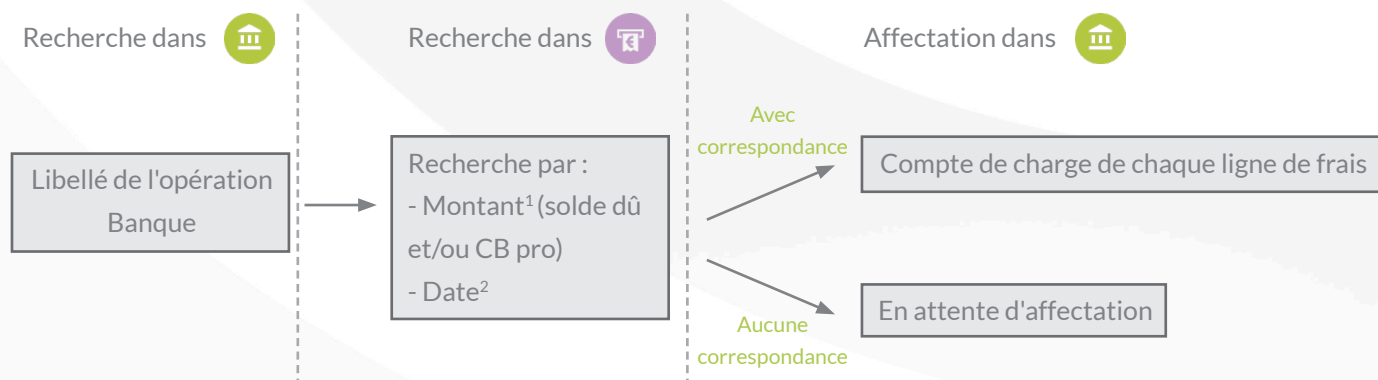 Recherche dans
Recherche dans
Affectation dans
Libellé de l'opération
Banque
Recherche par :
- Montant¹ (solde dû
et/ou CB pro)
- Date²
Avec
correspondance
Compte de charge de chaque ligne de frais
Aucune
correspondance
En attente d'affectation